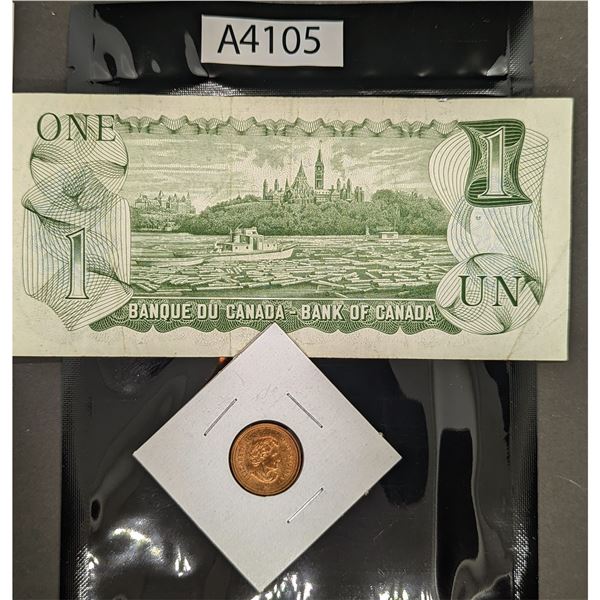 A4105
ONE
1
1
UN
BANQUE DU CANADA - BANK OF CANADA